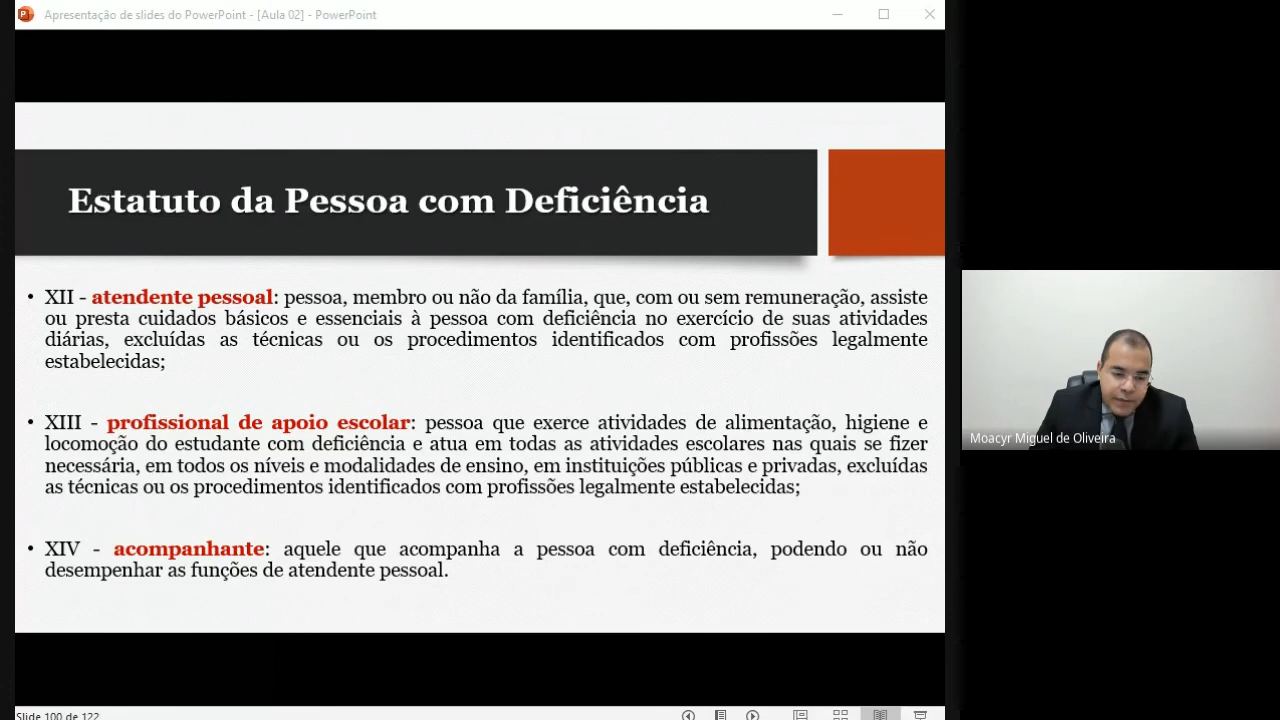 Apresentação de slides do PowerPoint - [Aula 02] - PowerPoint
Estatuto da Pessoa com Deficiência
• XII - atendente pessoal: pessoa, membro ou não da família, que, com ou sem remuneração, assiste
ou presta cuidados básicos e essenciais à pessoa com deficiência no exercício de suas atividades
diárias, excluídas as técnicas ou os procedimentos identificados com profissões legalmente
estabelecidas;
• XIII - profissional de apoio escolar: pessoa que exerce atividades de alimentação, higiene e
locomoção do estudante com deficiência e atua em todas as atividades escolares nas quais se fizer
necessária, em todos os níveis e modalidades de ensino, em instituições públicas e privadas, excluídas
as técnicas ou os procedimentos identificados com profissões legalmente estabelecidas;
• XIV - acompanhante: aquele que acompanha a pessoa com deficiência, podendo ou não
desempenhar as funções de atendente pessoal.
Moacyr Miguel de Oliveira
Slide 100 de 122